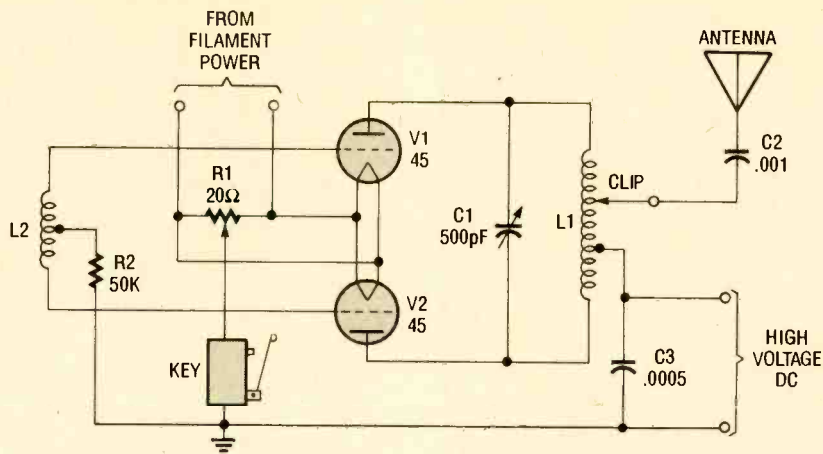 FROM
FILAMENT
POWER
ANTENNA
V1
45
C2
.001
R1
20Ω
CLIP
C1
500pF
L1
L2
R2
50K
V2
45
KEY
C3
.0005
HIGH
VOLTAGE
DC